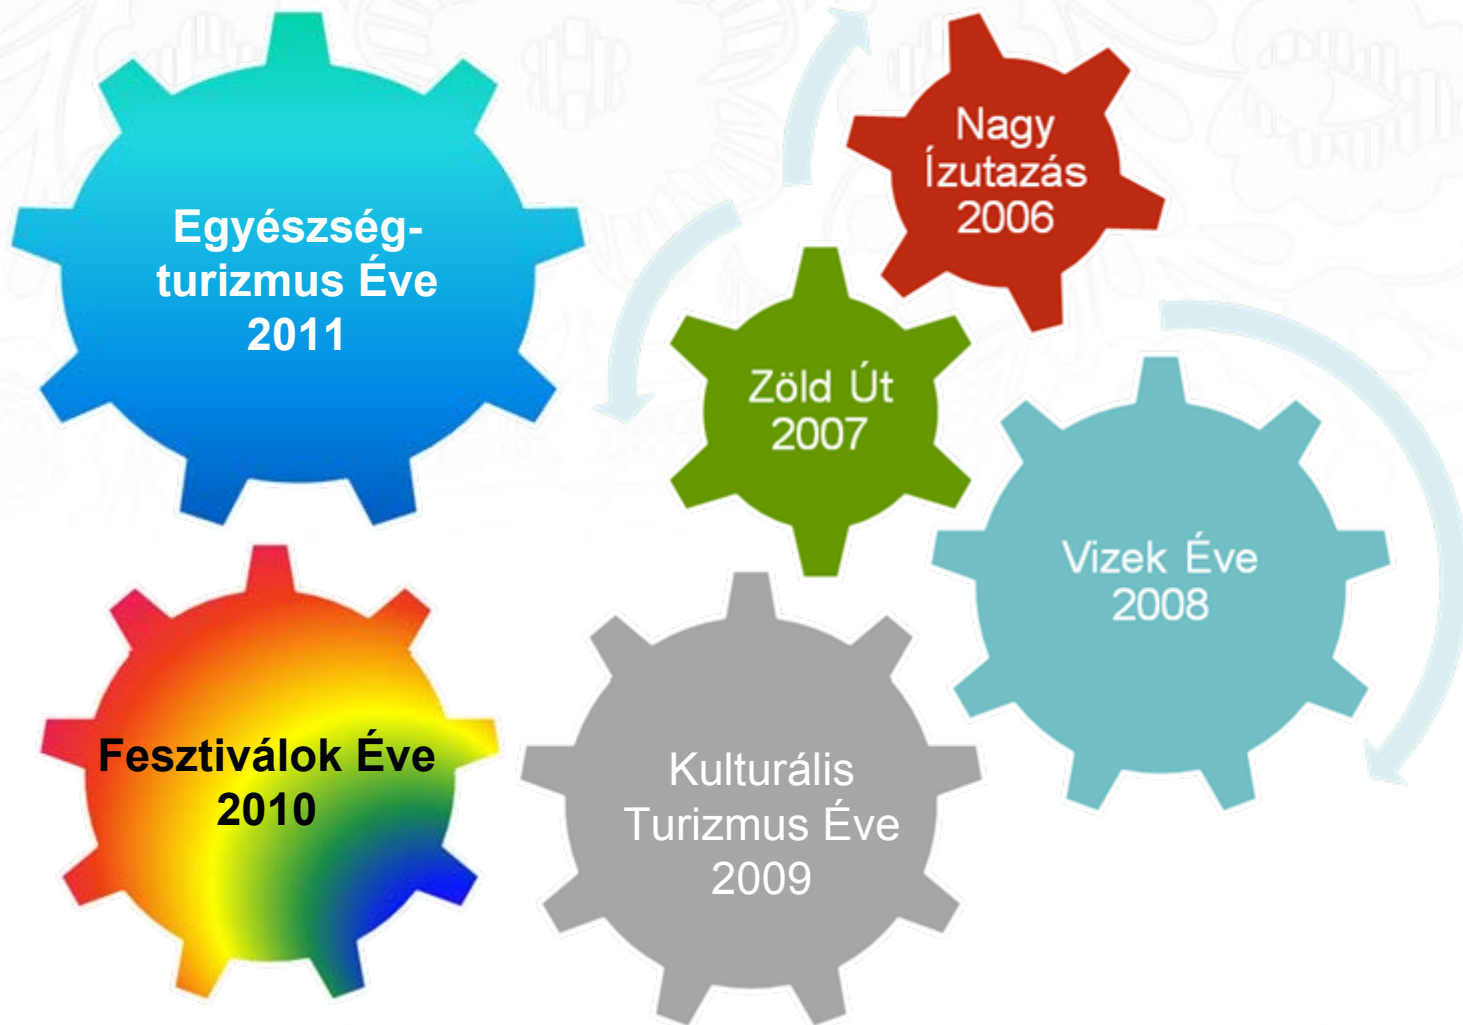 Nagy
Ízutazás
2006
Egyészség-
turizmus Éve
2011
Zöld Út
2007
Vizek Éve
2008
Fesztiválok Éve
2010
Kulturális
Turizmus Éve
2009